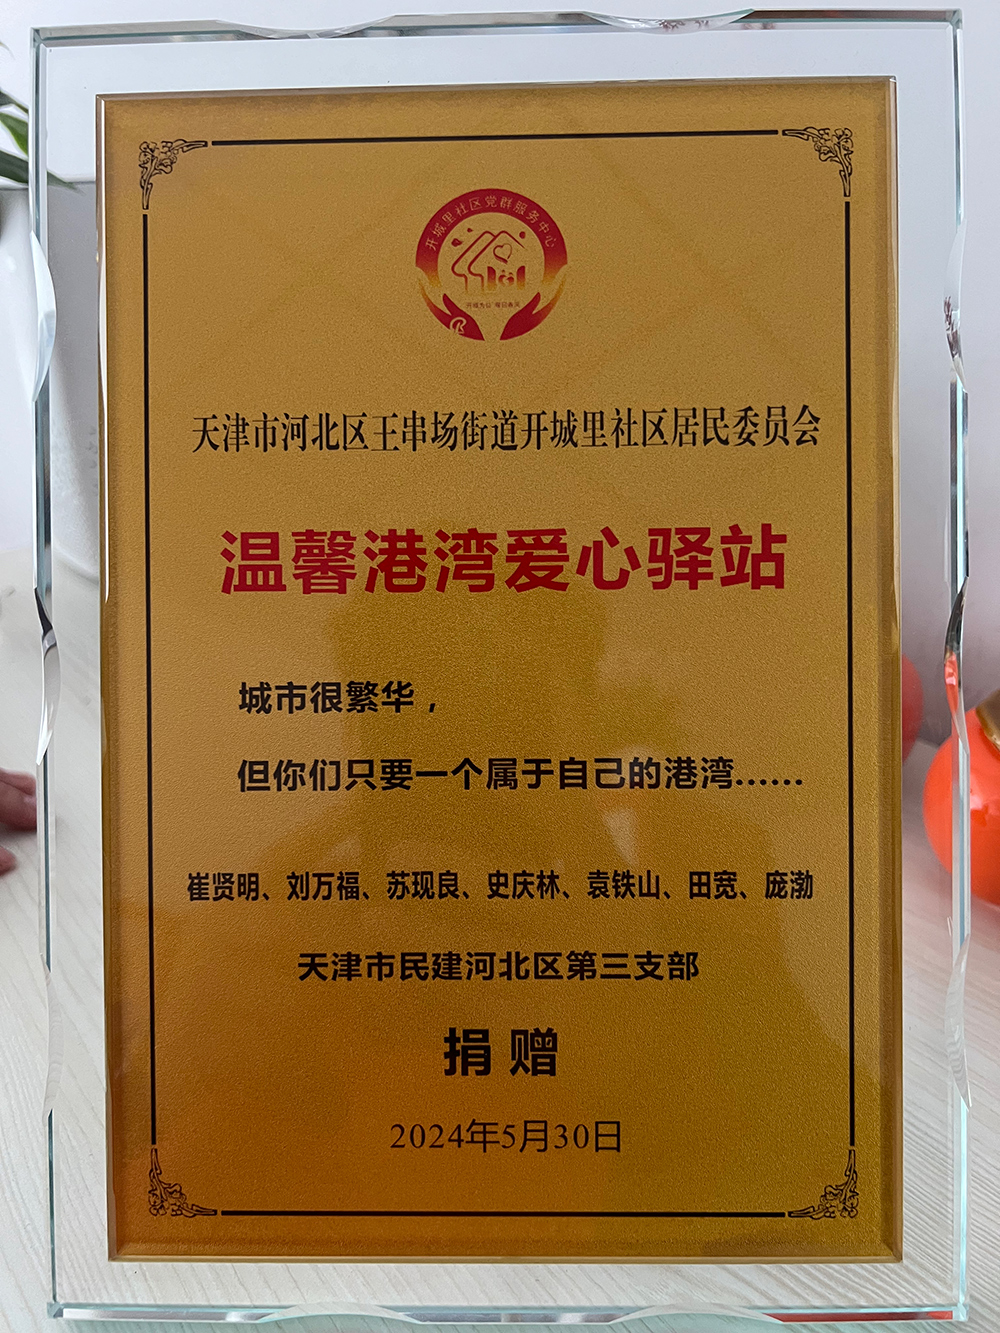 开城里社区党群服务中心
天津市河北区王串场街道开城里社区居民委员会
温馨港湾爱心驿站
城市很繁华，
但你们只要一个属于自己的港湾……
崔贤明、刘万福、苏现良、史庆林、袁铁山、田宽、庞渤
天津市民建河北区第三支部
捐赠
2024年5月30日